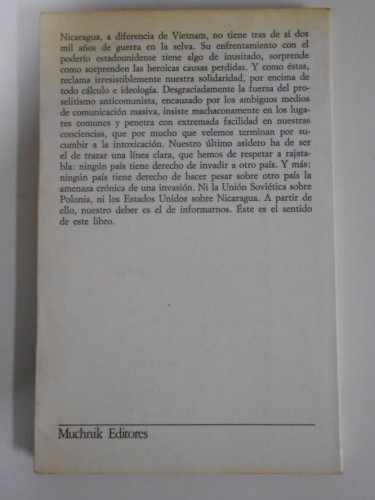 Nicaragua, a diferencia de Vietnam, no tiene tras de sí dos
mil años de guerra en la selva. Su enfrentamiento con el
poderío estadounidense tiene algo de inusitado, sorprende
como sorprenden las heroicas causas perdidas. Y como éstas,
reclama irresistiblemente nuestra solidaridad, por encima de
todo cálculo e ideología. Desgraciadamente la fuerza del pro-
selitismo anticomunista, encauzado por los ambiguos medios
de comunicación masiva, insiste machaconamente en los luga-
res comunes y penetra con extremada facilidad en nuestras
conciencias, que por mucho que velemos terminan por su-
cumbir a la intoxicación. Nuestro último asidero ha de ser
el de trazar una línea clara, que hemos de respetar a rajata-
bla: ningún país tiene derecho de invadir a otro país. Y más:
ningún país tiene derecho de hacer pesar sobre otro país la
amenaza crónica de una invasión. Ni la Unión Soviética sobre
Polonia, ni los Estados Unidos sobre Nicaragua. A partir de
ello, nuestro deber es el de informarnos. Éste es el sentido
de este libro.
Muchnik Editores